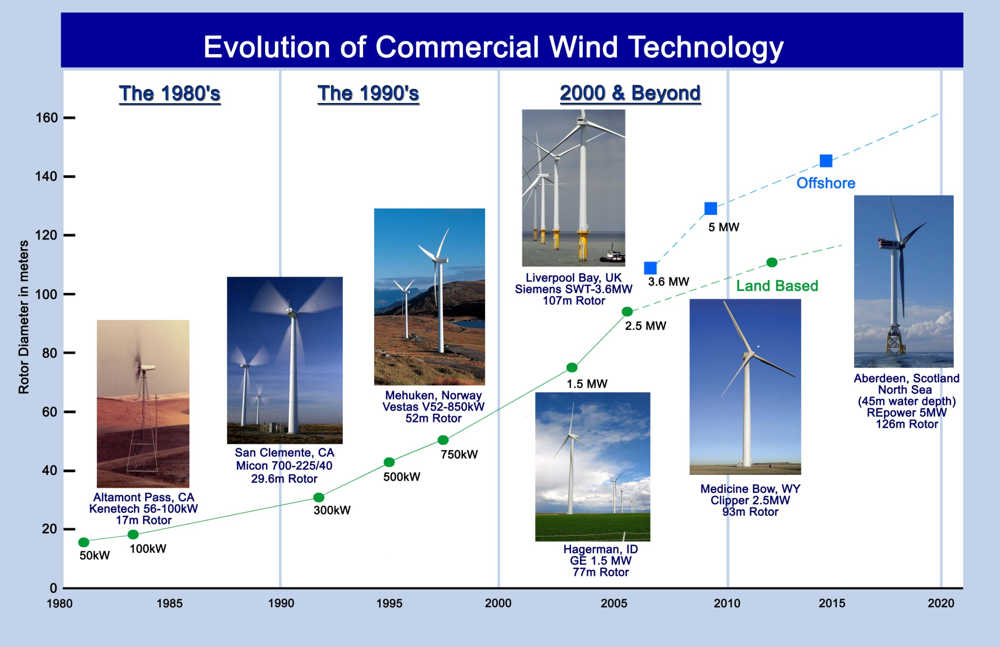 Evolution of Commercial Wind Technology
The 1980's
The 1990's
2000 & Beyond
160
140
120
100
80
60
40
20
0
Rotor Diameter in meters
Altamont Pass, CA
Kenetech 56-100kW
17m Rotor
San Clemente, CA
Micon 700-225/40
29.6m Rotor
Mehuken, Norway
Vestas V52-850kW
52m Rotor
Liverpool Bay, UK
Siemens SWT-3.6MW
107m Rotor
Hagerman, ID
GE 1.5 MW
77m Rotor
Medicine Bow, WY
Clipper 2.5MW
93m Rotor
Aberdeen, Scotland
North Sea
(45m water depth)
REpower 5MW
126m Rotor
50kW
100kW
300kW
500kW
750kW
1.5 MW
2.5 MW
3.6 MW
5 MW
Offshore
Land Based
1980
1985
1990
1995
2000
2005
2010
2015
2020